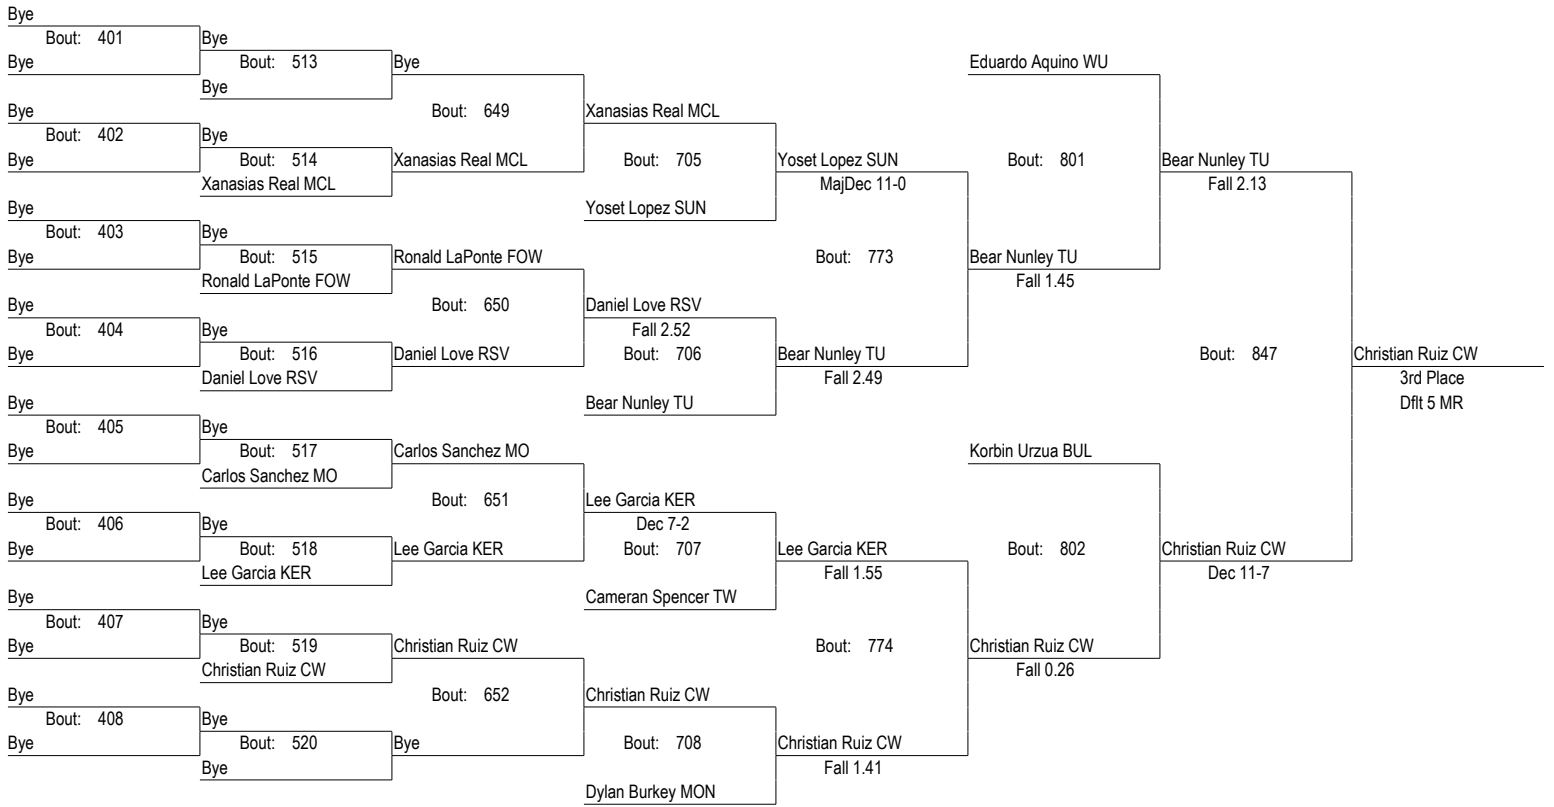 Bye
Bout: 401
Bye
Bye
Bout: 402
Bye
Bye
Bout: 403
Bye
Bye
Bout: 404
Bye
Bye
Bout: 405
Bye
Bye
Bout: 406
Bye
Bye
Bout: 407
Bye
Bye
Bout: 408
Bye
Bye
Bout: 513
Bye
Bye
Bout: 514
Xanasias Real MCL
Bye
Bout: 515
Ronald LaPonte FOW
Bye
Bout: 516
Daniel Love RSV
Bye
Bout: 517
Carlos Sanchez MO
Bye
Bout: 518
Lee Garcia KER
Bye
Bout: 519
Christian Ruiz CW
Bye
Bout: 520
Bye
Bye
Bout: 649
Xanasias Real MCL
Ronald LaPonte FOW
Bout: 650
Daniel Love RSV
Carlos Sanchez MO
Bout: 651
Lee Garcia KER
Christian Ruiz CW
Bout: 652
Bye
Xanasias Real MCL
Bout: 705
Yoset Lopez SUN
Daniel Love RSV
Fall 2.52
Bout: 706
Bear Nunley TU
Lee Garcia KER
Dec 7-2
Bout: 707
Cameran Spencer TW
Christian Ruiz CW
Bout: 708
Dylan Burkey MON
Yoset Lopez SUN
MajDec 11-0
Bout: 773
Bear Nunley TU
Fall 2.49
Lee Garcia KER
Fall 1.55
Bout: 774
Christian Ruiz CW
Fall 1.41
Eduardo Aquino WU
Bout: 801
Bear Nunley TU
Fall 1.45
Korbin Urzua BUL
Bout: 802
Christian Ruiz CW
Fall 0.26
Bear Nunley TU
Fall 2.13
Bout: 847
Christian Ruiz CW
Dec 11-7
Christian Ruiz CW
3rd Place
Dflt 5 MR